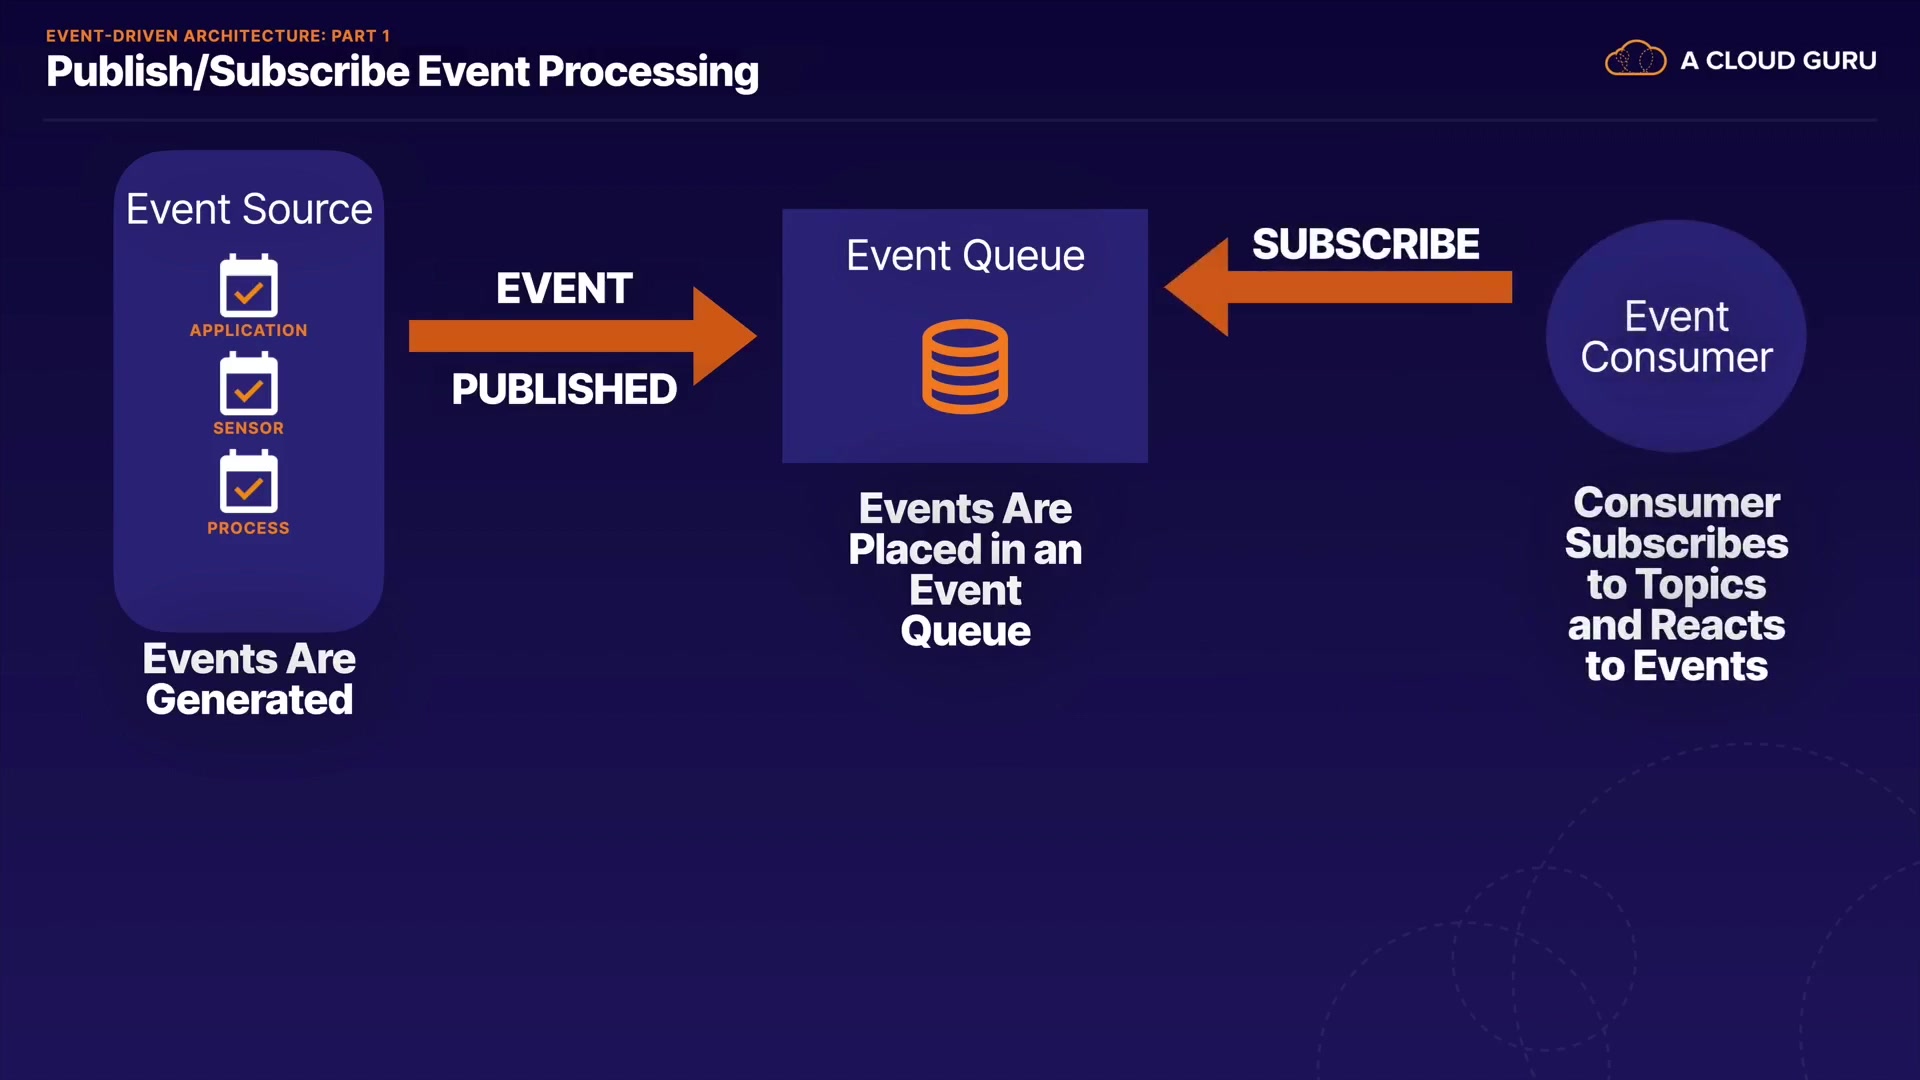 EVENT-DRIVEN ARCHITECTURE: PART 1
Publish/Subscribe Event Processing
A CLOUD GURU
Event Source
APPLICATION
SENSOR
PROCESS
Events Are
Generated
EVENT
PUBLISHED
Event Queue
Events Are
Placed in an
Event
Queue
SUBSCRIBE
Event
Consumer
Consumer
Subscribes
to Topics
and Reacts
to Events